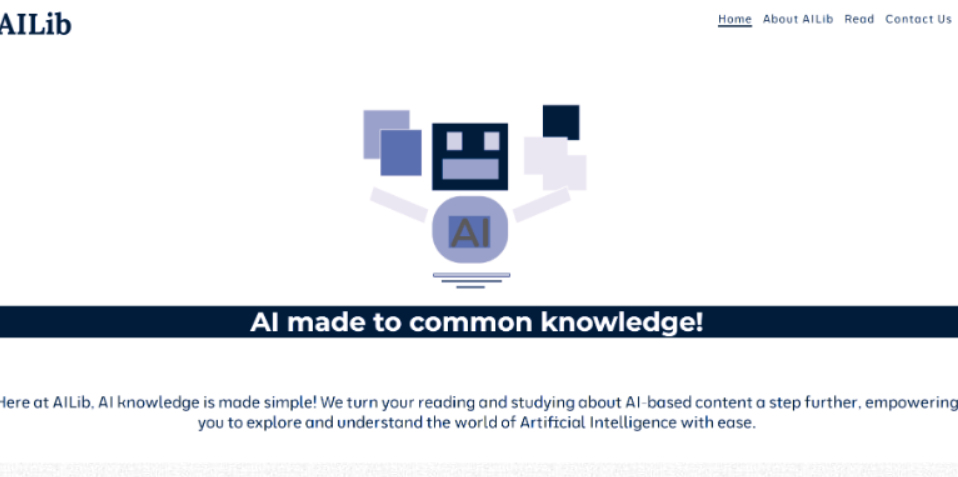 AILib
Home About AILib Read Contact Us
AI
AI made to common knowledge!
Here at AILib, AI knowledge is made simple! We turn your reading and studying about AI-based content a step further, empowering
you to explore and understand the world of Artificial Intelligence with ease.